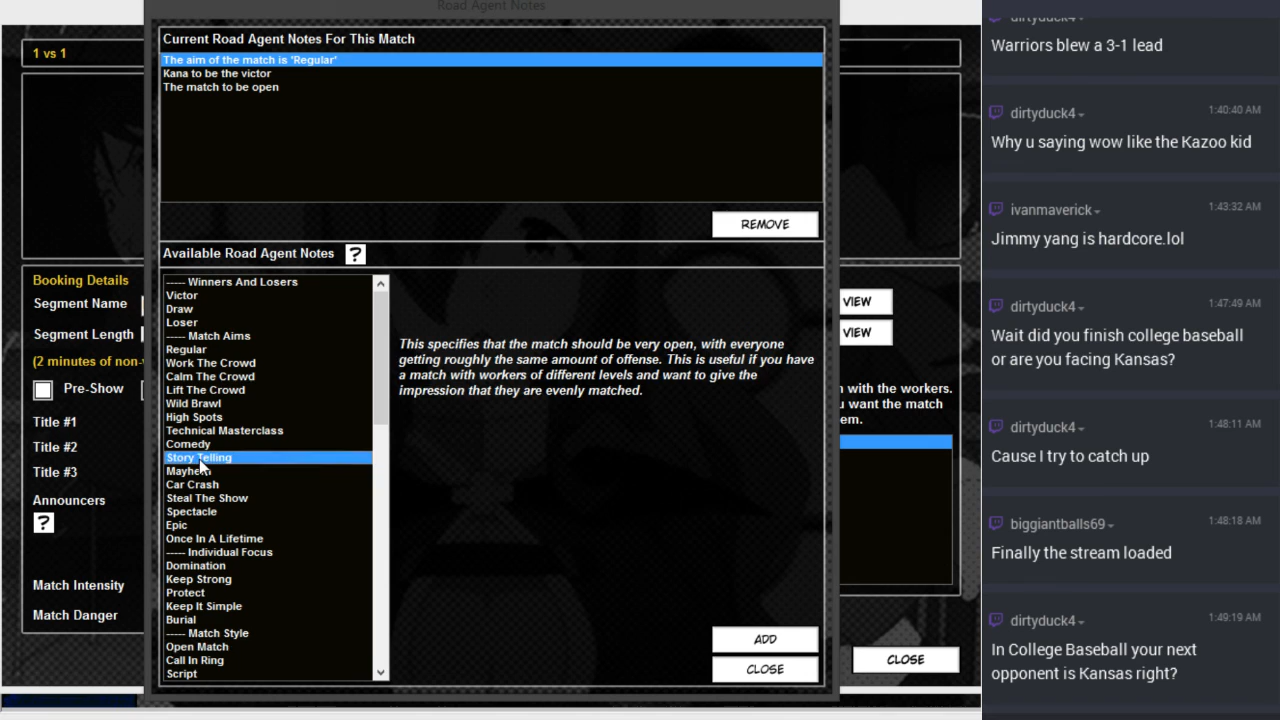 Road Agent Notes
Current Road Agent Notes For This Match
The aim of the match is 'Regular'
Kana to be the victor
The match to be open
REMOVE
Available Road Agent Notes
?
----- Winners And Losers
Victor
Draw
Loser
----- Match Aims
Regular
Work The Crowd
Calm The Crowd
Lift The Crowd
Wild Brawl
High Spots
Technical Masterclass
Comedy
Story Telling
Mayhem
Car Crash
Steal The Show
Spectacle
Epic
Once In A Lifetime
----- Individual Focus
Domination
Keep Strong
Protect
Keep It Simple
Burial
----- Match Style
Open Match
Call In Ring
Script
This specifies that the match should be very open, with everyone
getting roughly the same amount of offense. This is useful if you have
a match with workers of different levels and want to give the
impression that they are evenly matched.
ADD
CLOSE
1 vs 1
Booking Details
Segment Name
Segment Length
(2 minutes of non-
Pre-Show
Title #1
Title #2
Title #3
Announcers
?
Match Intensity
Match Danger
VIEW
VIEW
with the workers.
want the match
em.
CLOSE
dirtyduck4
Warriors blew a 3-1 lead
dirtyduck4 1:40:40 AM
Why u saying wow like the Kazoo kid
ivanmaverick 1:43:32 AM
Jimmy yang is hardcore.lol
dirtyduck4 1:47:49 AM
Wait did you finish college baseball
or are you facing Kansas?
dirtyduck4 1:48:11 AM
Cause I try to catch up
biggiantballs69 1:48:18 AM
Finally the stream loaded
dirtyduck4 1:49:19 AM
In College Baseball your next
opponent is Kansas right?